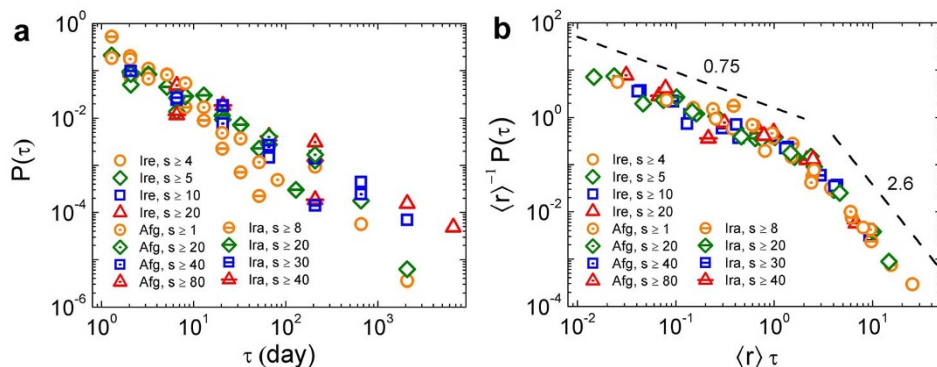 a
P(τ)
10^0
10^-2
10^-4
10^-6
10^0 10^1 10^2 10^3
τ (day)
Ire, s ≥ 4
Ire, s ≥ 5
Ire, s ≥ 10
Ire, s ≥ 20
Afg, s ≥ 1
Afg, s ≥ 20
Afg, s ≥ 40
Afg, s ≥ 80
Ira, s ≥ 8
Ira, s ≥ 20
Ira, s ≥ 30
Ira, s ≥ 40
b
⟨r⟩^-1 P(τ)
10^2
10^0
10^-2
10^-4
10^-2 10^-1 10^0 10^1
⟨r⟩ τ
0.75
2.6
Ire, s ≥ 4
Ire, s ≥ 5
Ire, s ≥ 10
Ire, s ≥ 20
Afg, s ≥ 1
Afg, s ≥ 20
Afg, s ≥ 40
Afg, s ≥ 80
Ira, s ≥ 8
Ira, s ≥ 20
Ira, s ≥ 30
Ira, s ≥ 40